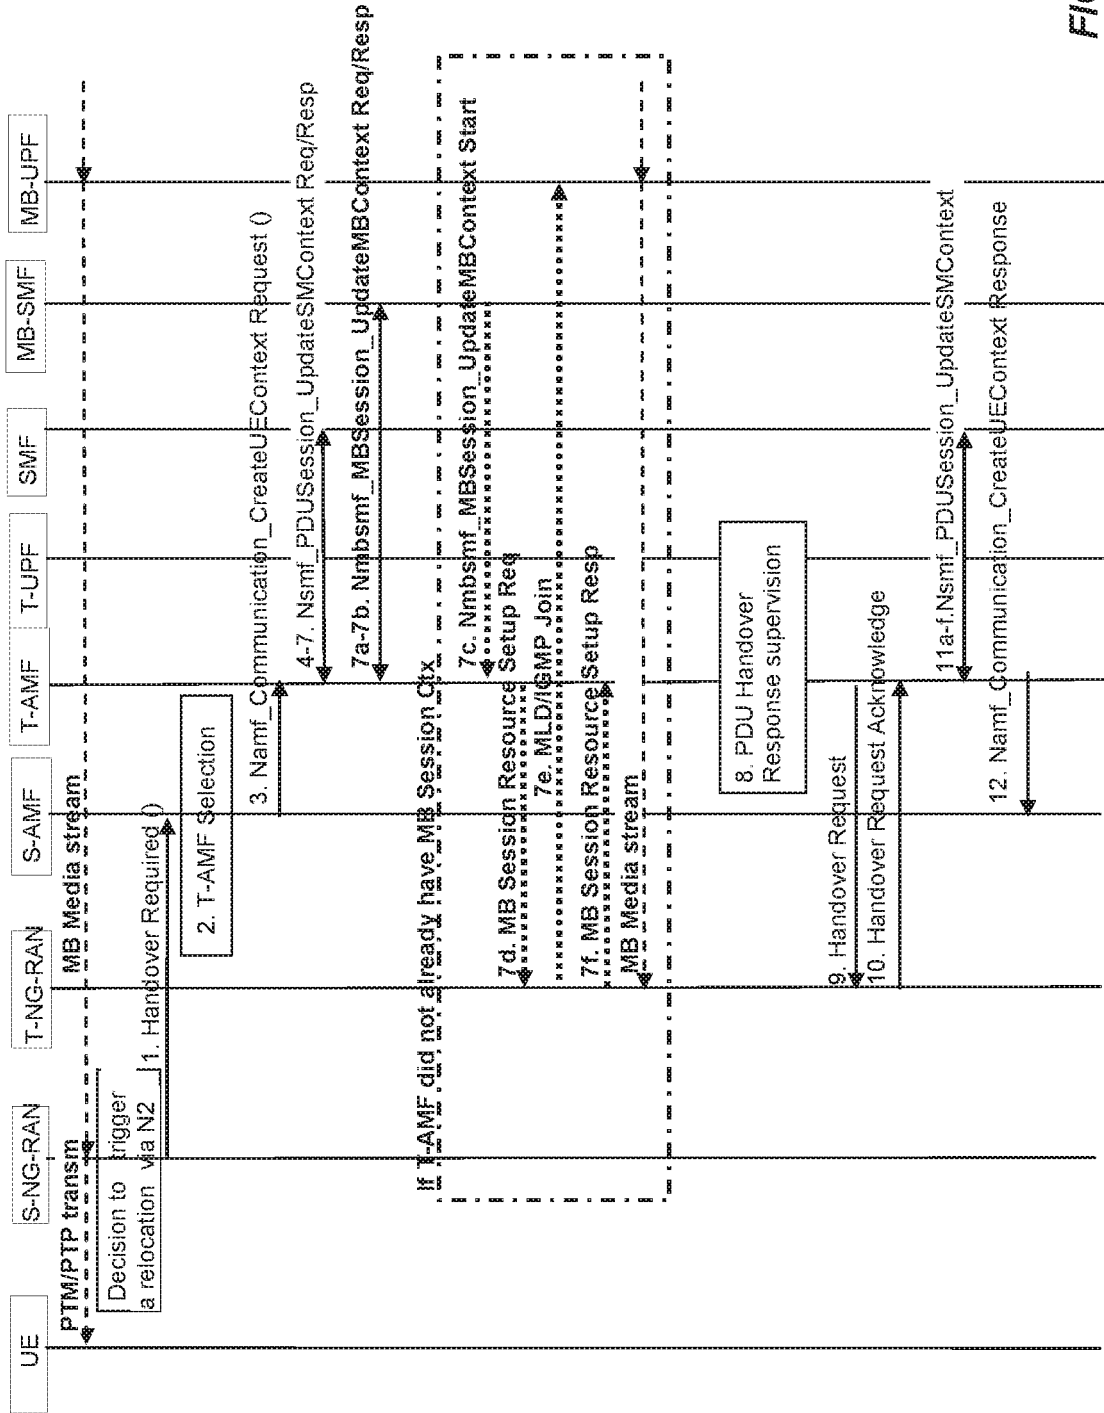 UE
S-NG-RAN
T-NG-RAN
S-AMF
T-AMF
T-UPF
SMF
MB-SMF
MB-UPF
PTM/PTP transm
MB Media stream
Decision to trigger
a relocation via N2
1. Handover Required ()
2. T-AMF Selection
3. Namf_Communication_CreateUEContext Request ()
4-7. Nsmf_PDUSession_UpdateSMContext Req/Resp
7a-7b. Nmbsmf_MBSession_UpdateMBContext Req/Resp
If T-AMF did not already have MB Session Ctx
7c. Nmbsmf_MBSession_UpdateMBContext Start
7d. MB Session Resource Setup Req
7e. MLD/IGMP Join
7f. MB Session Resource Setup Resp
MB Media stream
8. PDU Handover
Response supervision
9. Handover Request
10. Handover Request Acknowledge
11a-f.Nsmf_PDUSession_UpdateSMContext
12. Namf_Communication_CreateUEContext Response